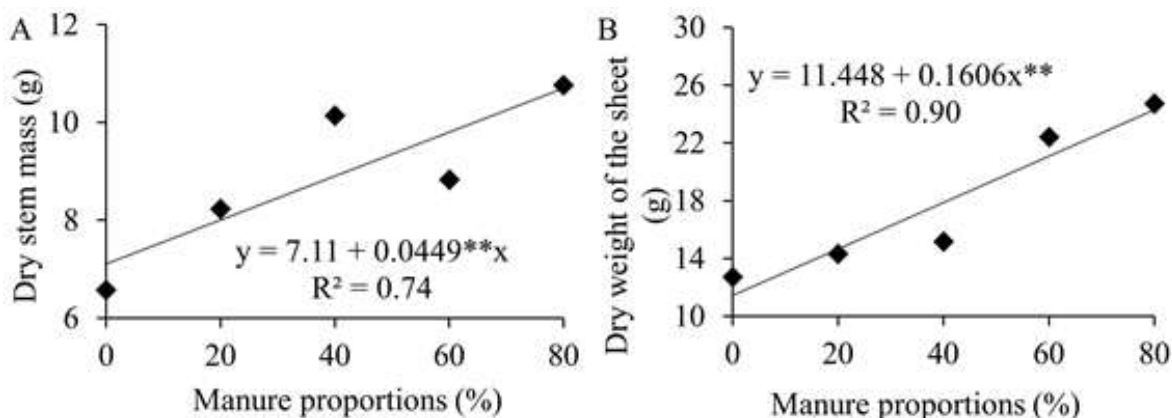 A
Dry stem mass (g)
12
10
8
6
y = 7.11 + 0.0449**x
R² = 0.74
0 20 40 60 80
Manure proportions (%)
B
Dry weight of the sheet
(g)
30
26
22
18
14
10
y = 11.448 + 0.1606x**
R² = 0.90
0 20 40 60 80
Manure proportions (%)